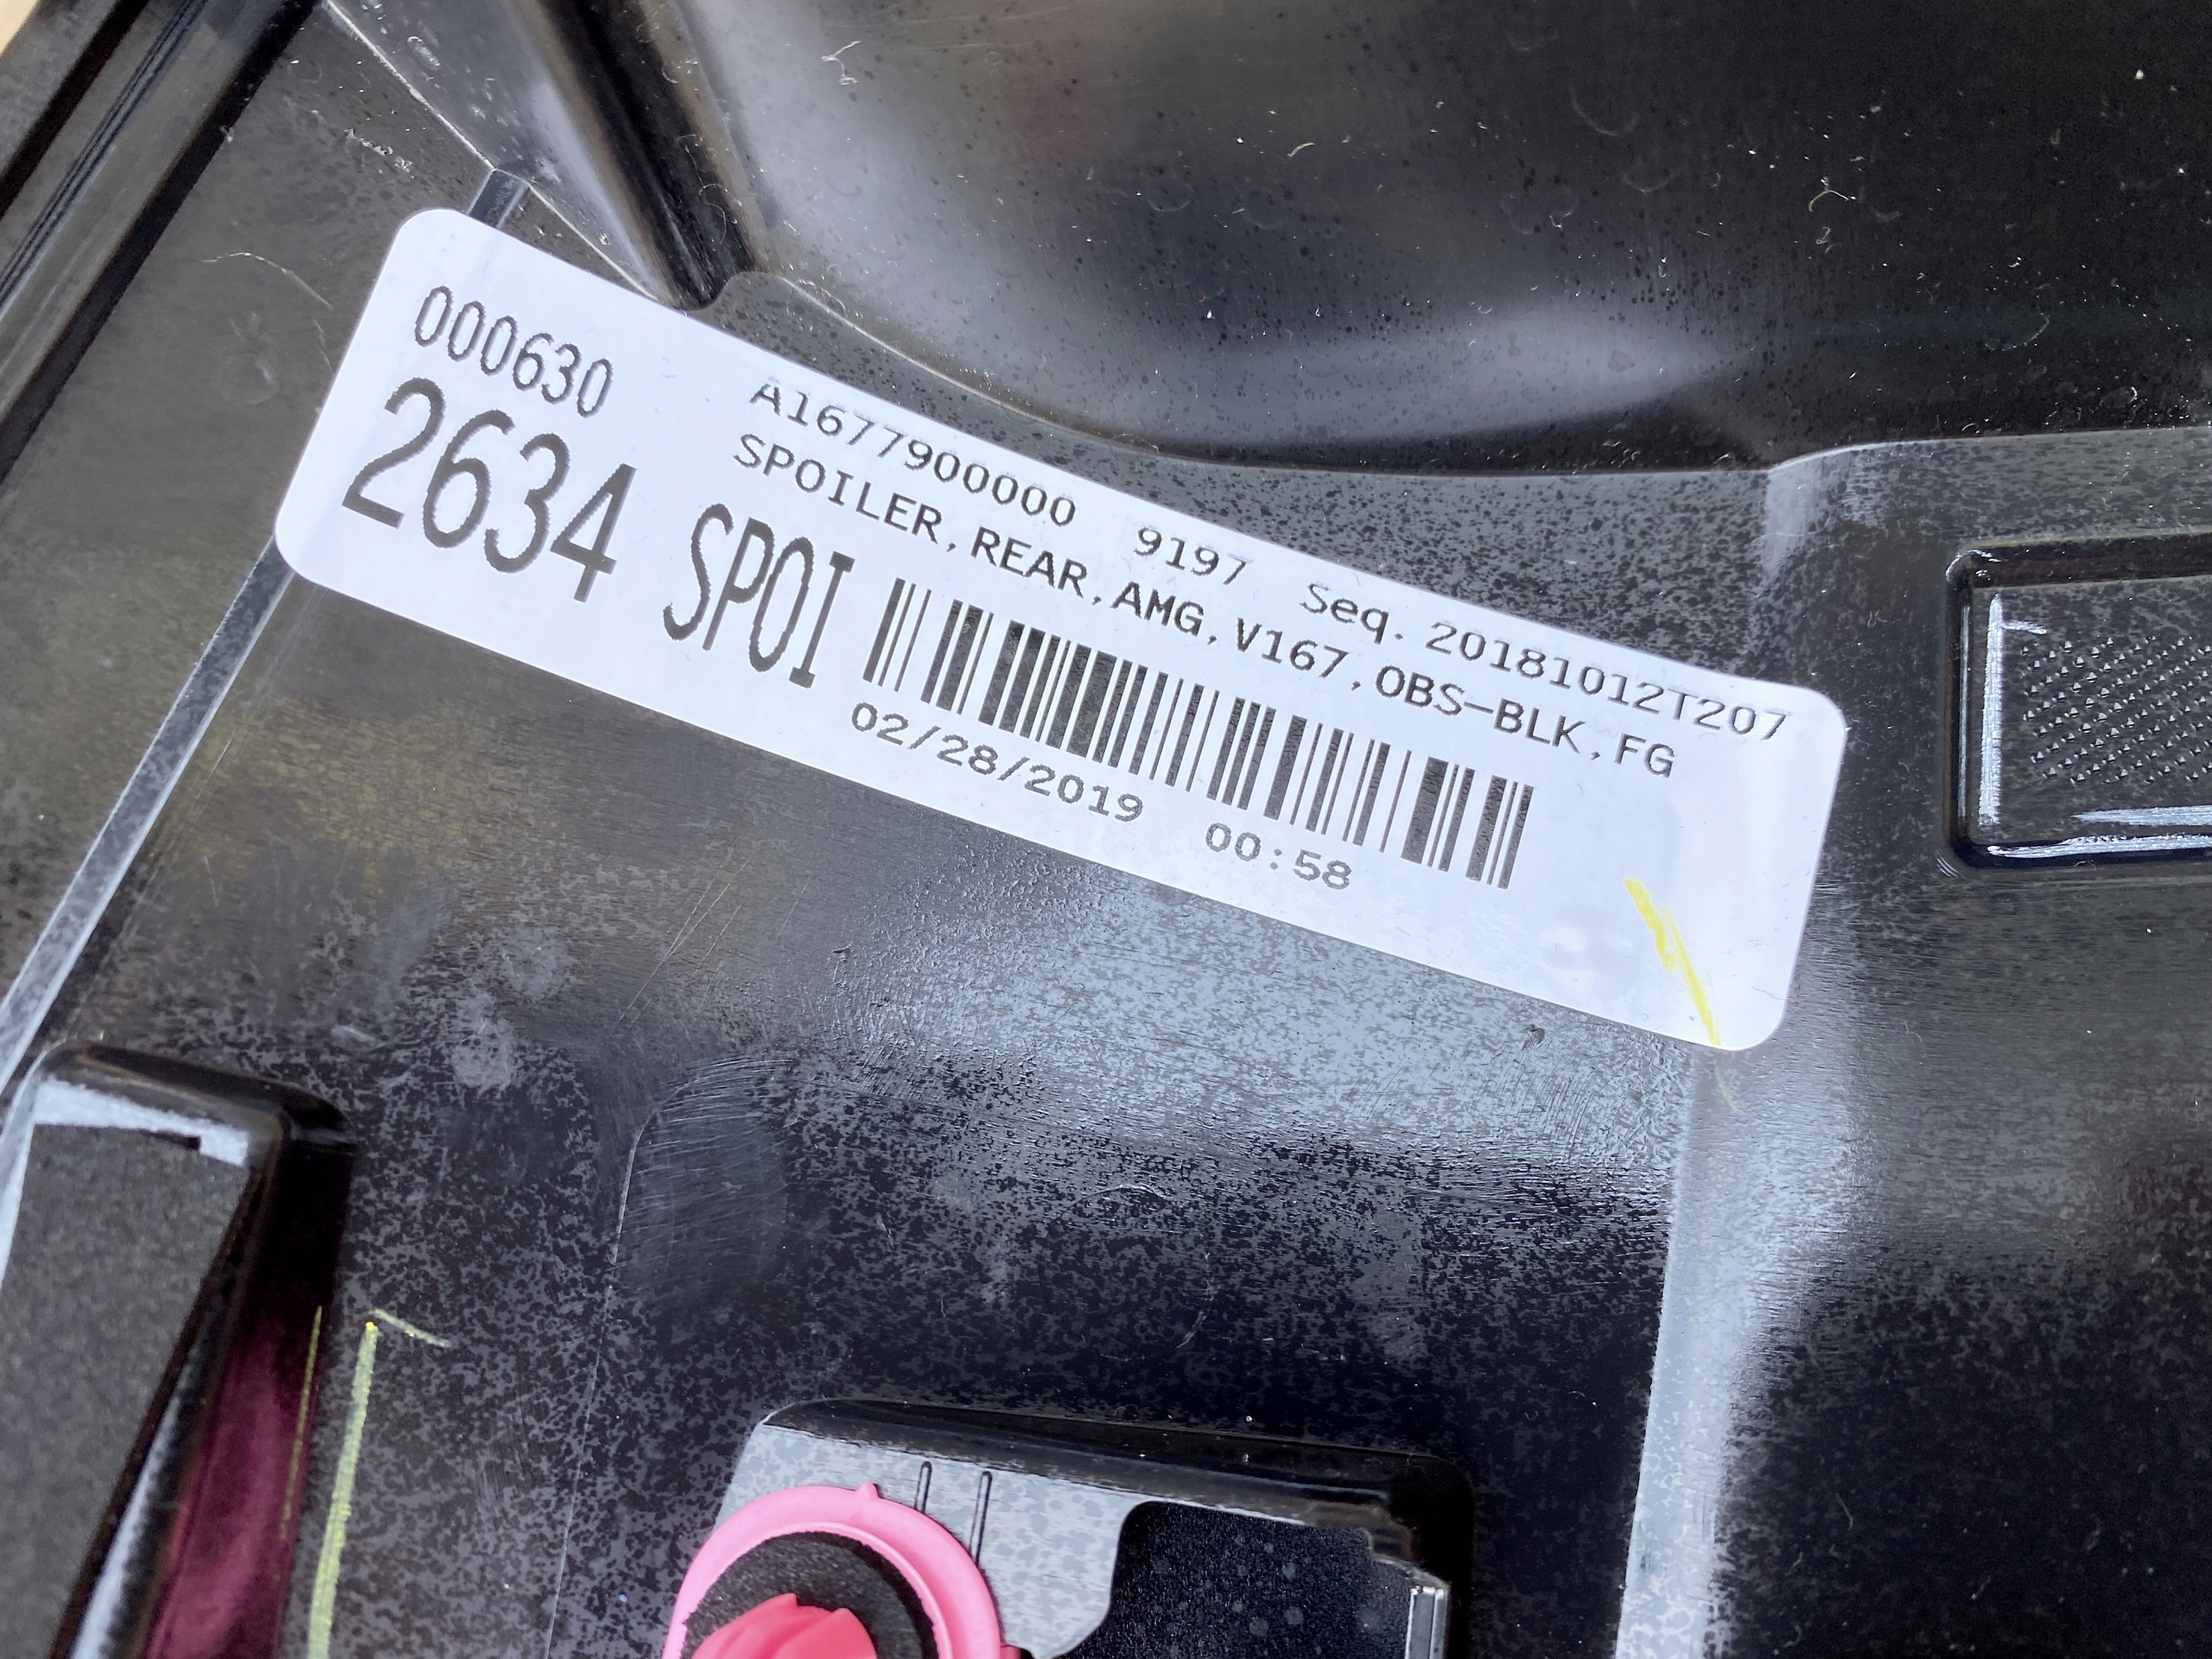 000630
A1677900000 9197 Seq. 20181012T207
SPOILER,REAR,AMG,V167,OBS-BLK,FG
2634 SPOI
02/28/2019 00:58